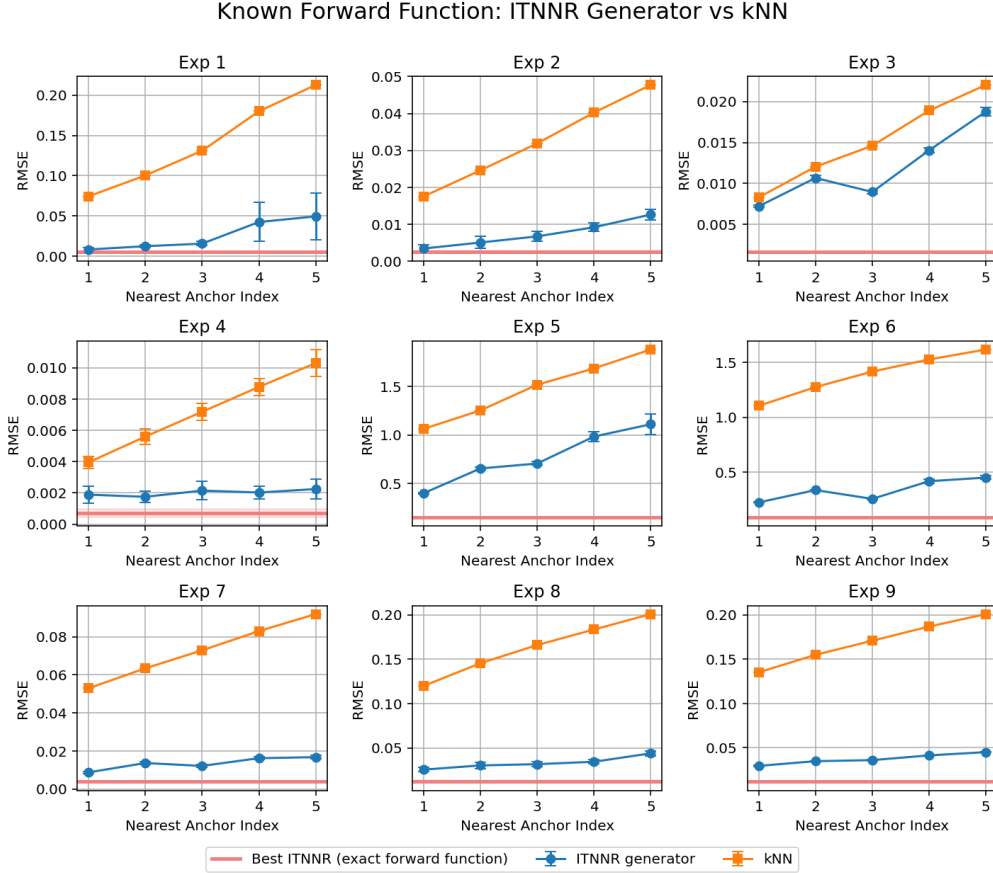 Known Forward Function: ITNNR Generator vs kNN
Exp 1
RMSE
0.20
0.15
0.10
0.05
0.00
1 2 3 4 5
Nearest Anchor Index
Exp 2
RMSE
0.05
0.04
0.03
0.02
0.01
0.00
1 2 3 4 5
Nearest Anchor Index
Exp 3
RMSE
0.020
0.015
0.010
0.005
1 2 3 4 5
Nearest Anchor Index
Exp 4
RMSE
0.010
0.008
0.006
0.004
0.002
0.000
1 2 3 4 5
Nearest Anchor Index
Exp 5
RMSE
1.5
1.0
0.5
1 2 3 4 5
Nearest Anchor Index
Exp 6
RMSE
1.5
1.0
0.5
1 2 3 4 5
Nearest Anchor Index
Exp 7
RMSE
0.08
0.06
0.04
0.02
0.00
1 2 3 4 5
Nearest Anchor Index
Exp 8
RMSE
0.20
0.15
0.10
0.05
1 2 3 4 5
Nearest Anchor Index
Exp 9
RMSE
0.20
0.15
0.10
0.05
1 2 3 4 5
Nearest Anchor Index
Best ITNNR (exact forward function) ITNNR generator kNN